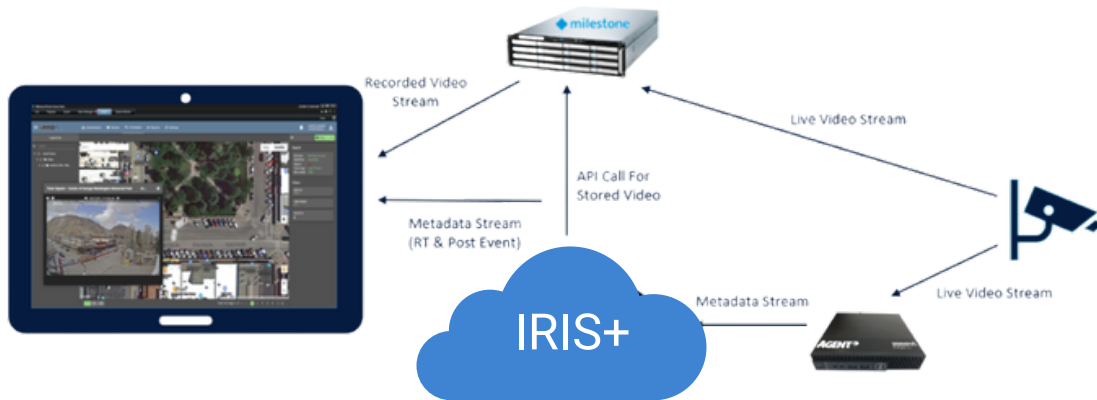 milestone
Recorded Video
Stream
Live Video Stream
API Call For
Stored Video
Metadata Stream
(RT & Post Event)
Metadata Stream
Live Video Stream
IRIS+
AGENT